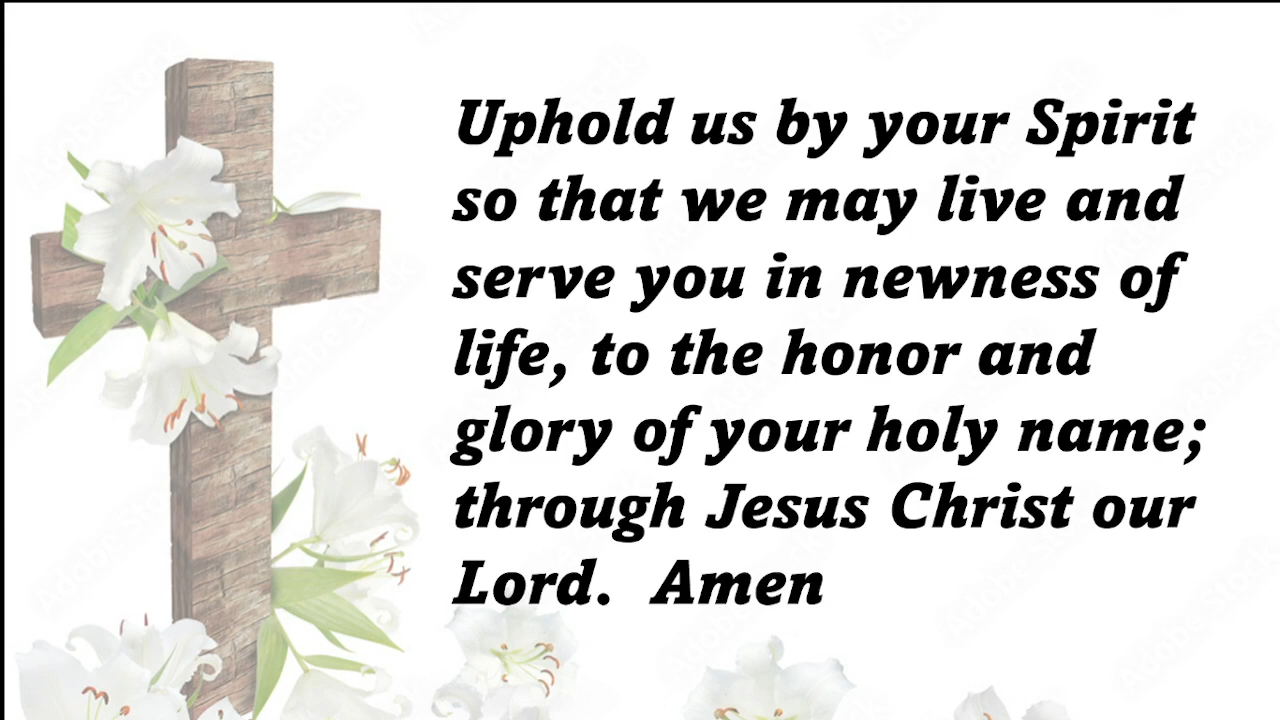 Uphold us by your Spirit
so that we may live and
serve you in newness of
life, to the honor and
glory of your holy name;
through Jesus Christ our
Lord.  Amen